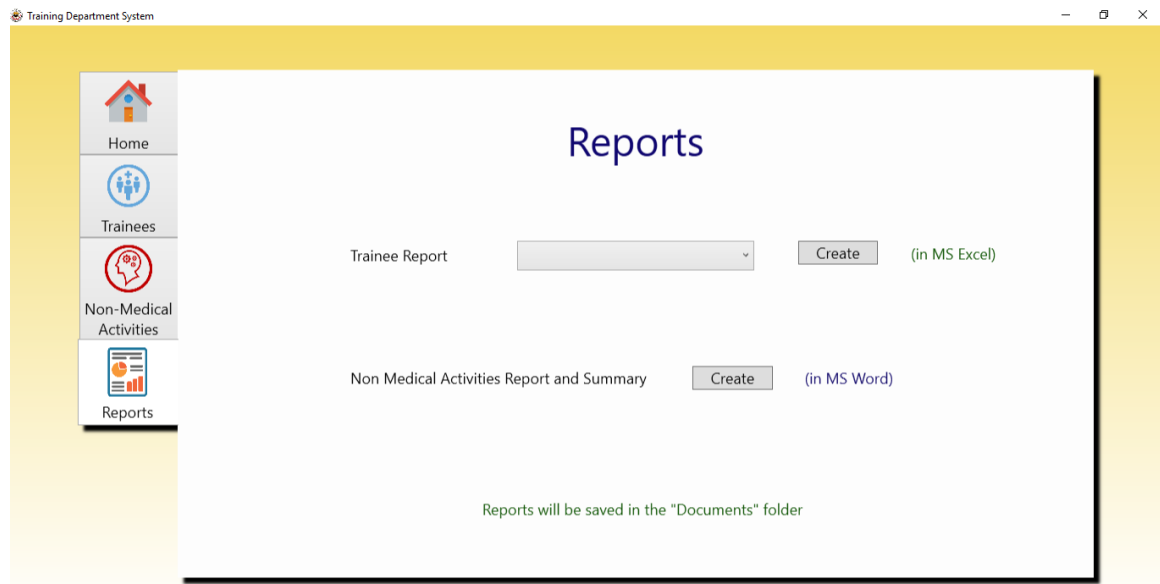 Training Department System
Home
Trainees
Non-Medical
Activities
Reports
Reports
Trainee Report
Create
(in MS Excel)
Non Medical Activities Report and Summary
Create
(in MS Word)
Reports will be saved in the "Documents" folder